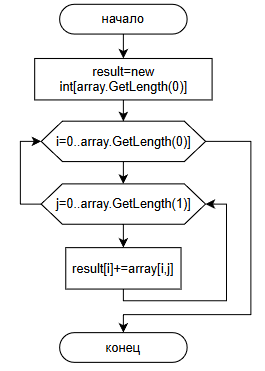 начало
result=new
int[array.GetLength(0)]
i=0..array.GetLength(0)]
j=0..array.GetLength(1)]
result[i]+=array[i,j]
конец